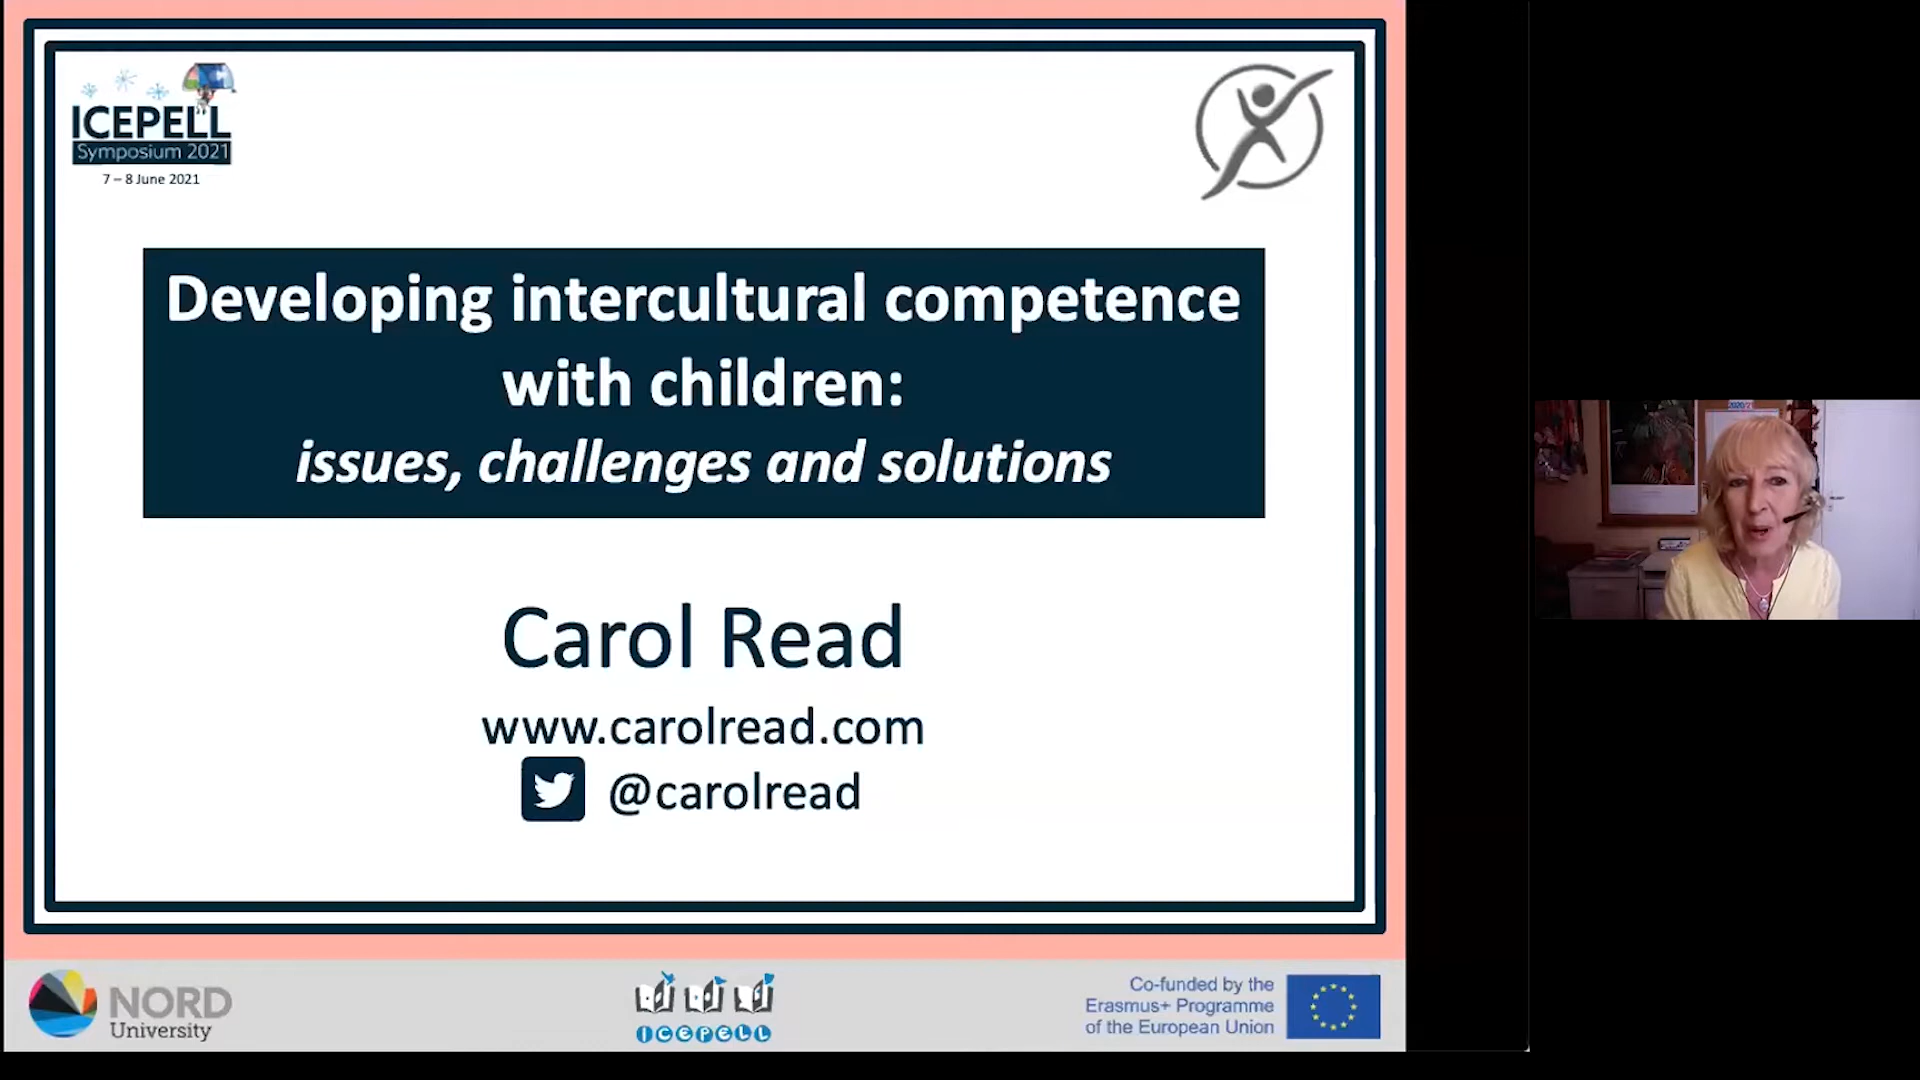 ICEPELL
Symposium 2021
7 – 8 June 2021
Developing intercultural competence
with children:
issues, challenges and solutions
Carol Read
www.carolread.com
@carolread
NORD
University
ICEPELL
Co-funded by the
Erasmus+ Programme
of the European Union